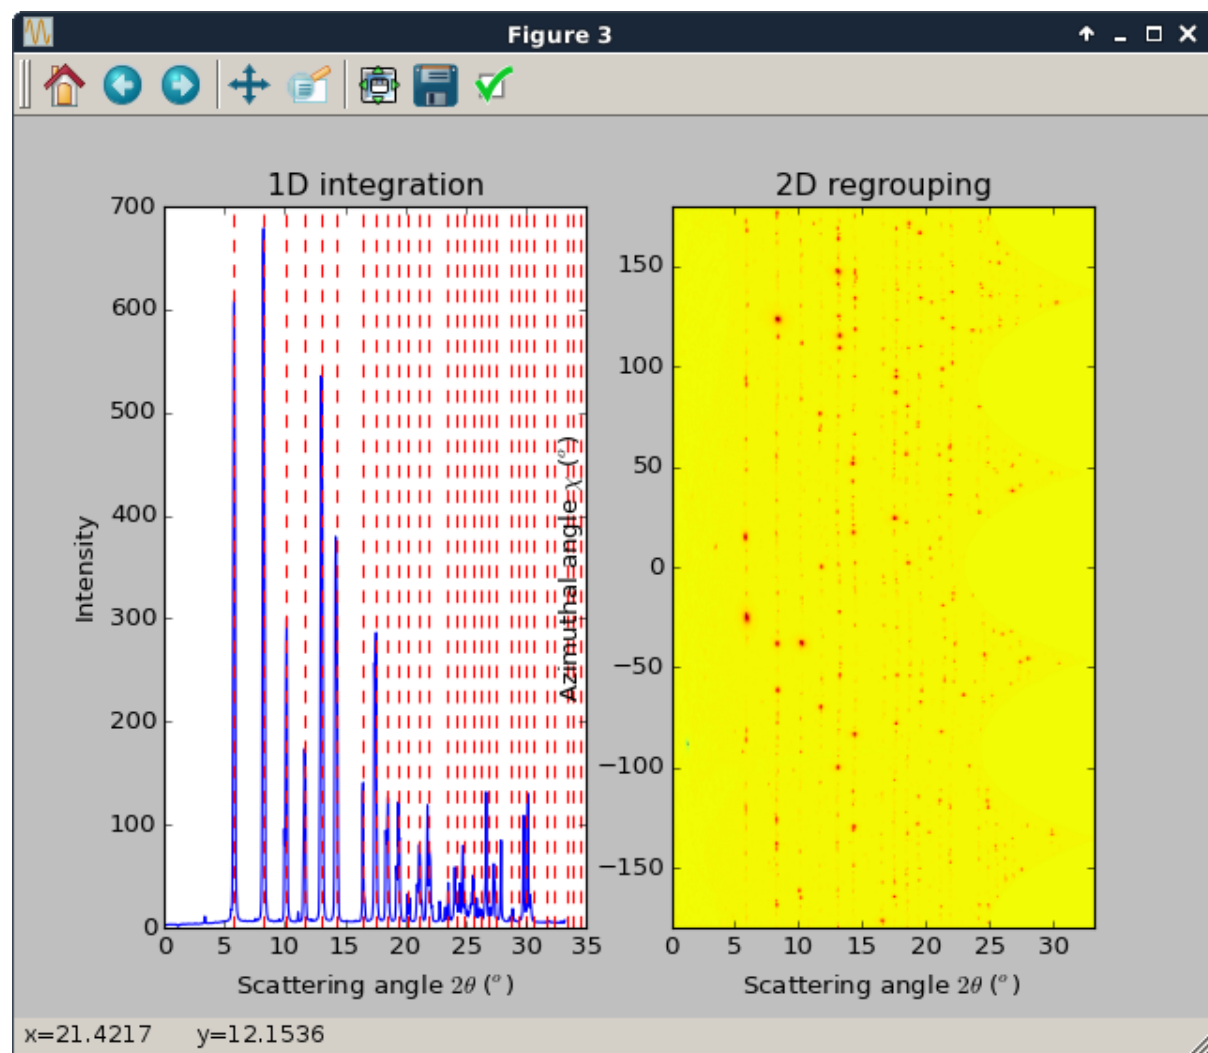 Figure 3
1D integration
700
600
500
400
300
200
100
0
Intensity
0 5 10 15 20 25 30 35
Scattering angle 2θ (°)
2D regrouping
150
100
50
0
−50
−100
−150
Azimuthal angle χ (°)
0 5 10 15 20 25 30
Scattering angle 2θ (°)
x=21.4217 y=12.1536